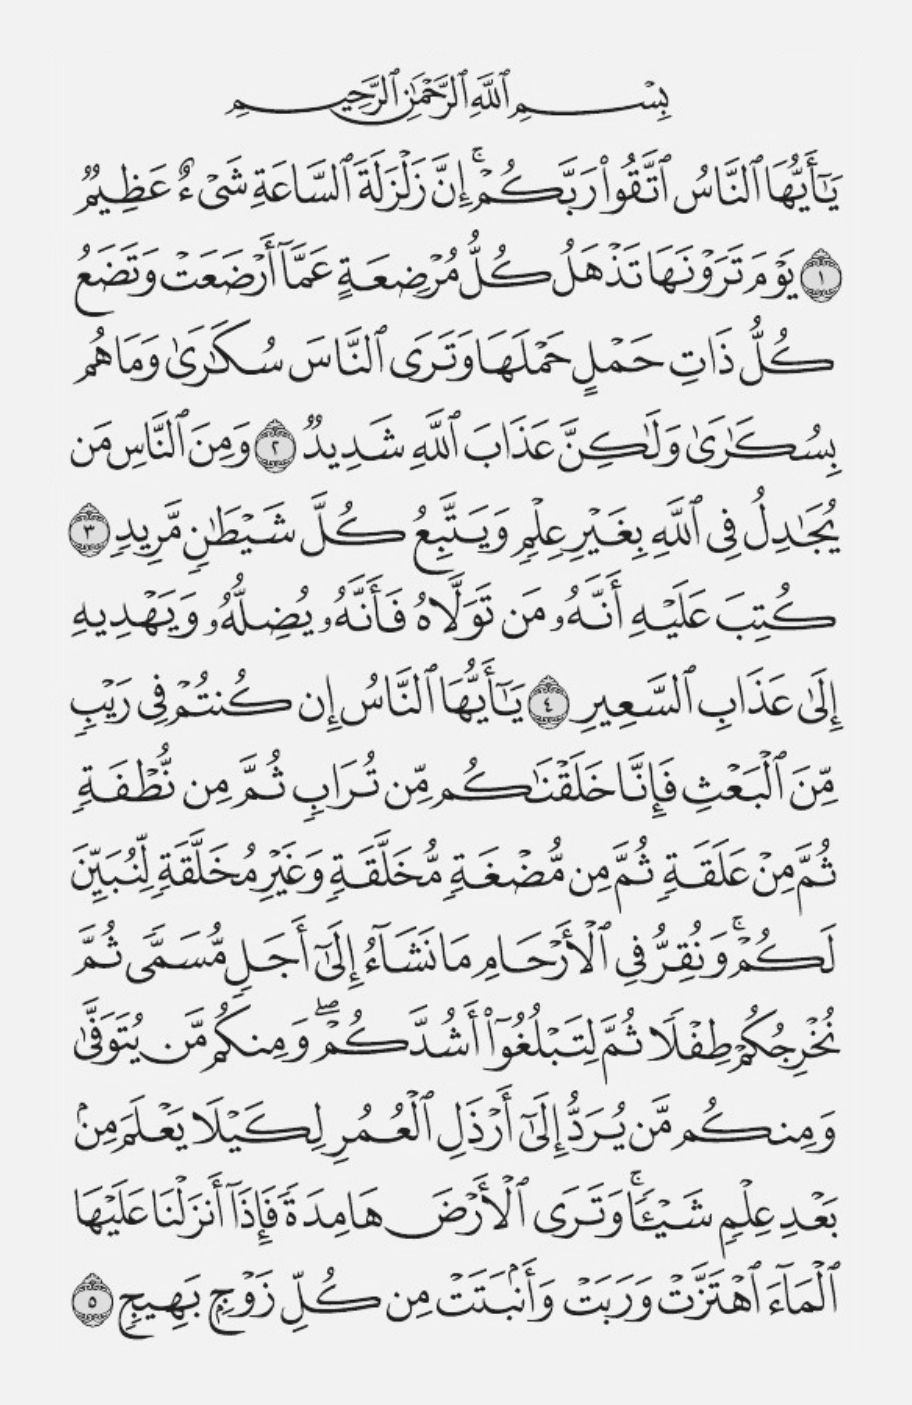 بِسْمِ ٱللَّهِ ٱلرَّحْمَٰنِ ٱلرَّحِيمِ
يَـٰٓأَيُّهَا ٱلنَّاسُ ٱتَّقُوا۟ رَبَّكُمْ ۚ إِنَّ زَلْزَلَةَ ٱلسَّاعَةِ شَىْءٌ عَظِيمٌ
١ يَوْمَ تَرَوْنَهَا تَذْهَلُ كُلُّ مُرْضِعَةٍ عَمَّآ أَرْضَعَتْ وَتَضَعُ
كُلُّ ذَاتِ حَمْلٍ حَمْلَهَا وَتَرَى ٱلنَّاسَ سُكَـٰرَىٰ وَمَا هُم
بِسُكَـٰرَىٰ وَلَـٰكِنَّ عَذَابَ ٱللَّهِ شَدِيدٌ ٢ وَمِنَ ٱلنَّاسِ مَن
يُجَـٰدِلُ فِى ٱللَّهِ بِغَيْرِ عِلْمٍ وَيَتَّبِعُ كُلَّ شَيْطَـٰنٍ مَّرِيدٍ ٣
كُتِبَ عَلَيْهِ أَنَّهُۥ مَن تَوَلَّاهُ فَأَنَّهُۥ يُضِلُّهُۥ وَيَهْدِيهِ
إِلَىٰ عَذَابِ ٱلسَّعِيرِ ٤ يَـٰٓأَيُّهَا ٱلنَّاسُ إِن كُنتُمْ فِى رَيْبٍ
مِّنَ ٱلْبَعْثِ فَإِنَّا خَلَقْنَـٰكُم مِّن تُرَابٍ ثُمَّ مِن نُّطْفَةٍ
ثُمَّ مِنْ عَلَقَةٍ ثُمَّ مِن مُّضْغَةٍ مُّخَلَّقَةٍ وَغَيْرِ مُخَلَّقَةٍ لِّنُبَيِّنَ
لَكُمْ ۚ وَنُقِرُّ فِى ٱلْأَرْحَامِ مَا نَشَآءُ إِلَىٰٓ أَجَلٍ مُّسَمًّى ثُمَّ
نُخْرِجُكُمْ طِفْلًا ثُمَّ لِتَبْلُغُوٓا۟ أَشُدَّكُمْ ۖ وَمِنكُم مَّن يُتَوَفَّىٰ
وَمِنكُم مَّن يُرَدُّ إِلَىٰٓ أَرْذَلِ ٱلْعُمُرِ لِكَيْلَا يَعْلَمَ مِنۢ
بَعْدِ عِلْمٍ شَيْـًٔا ۚ وَتَرَى ٱلْأَرْضَ هَامِدَةً فَإِذَآ أَنزَلْنَا عَلَيْهَا
ٱلْمَآءَ ٱهْتَزَّتْ وَرَبَتْ وَأَنۢبَتَتْ مِن كُلِّ زَوْجٍۭ بَهِيجٍ ٥